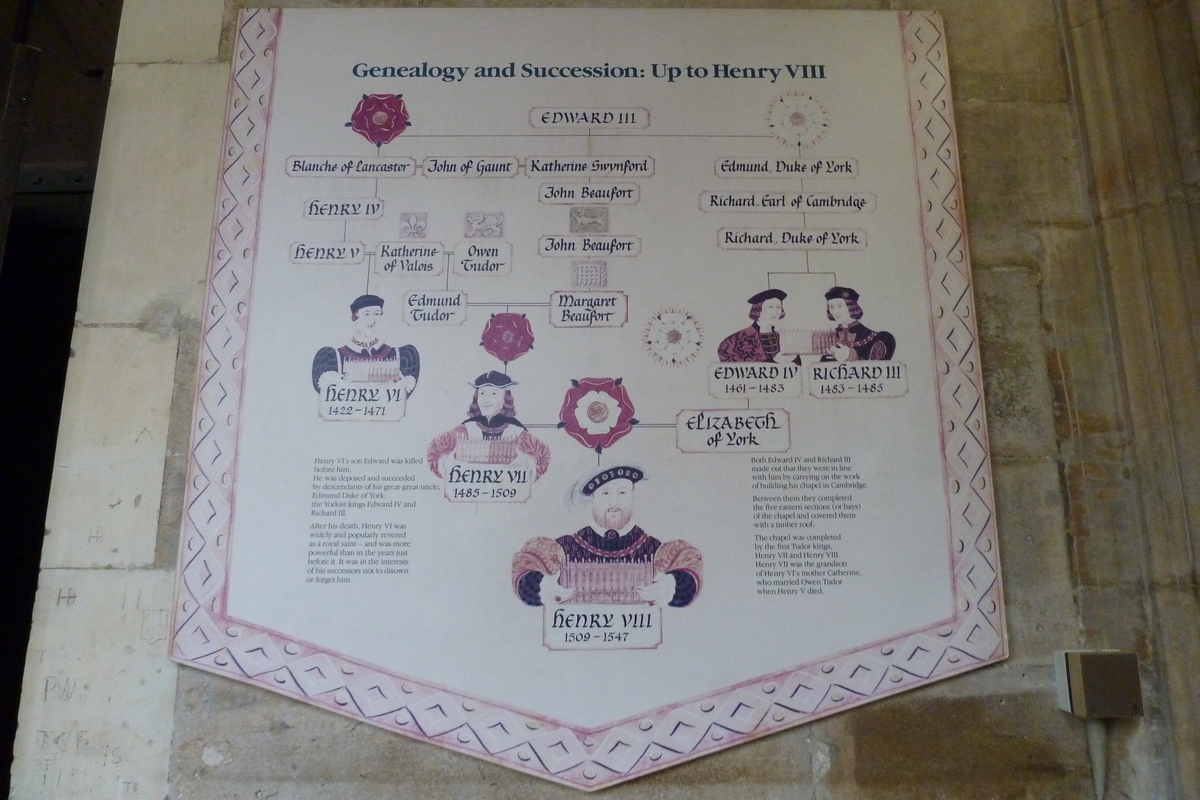 Genealogy and Succession: Up to Henry VIII
EDWARD III
Blanche of Lancaster
John of Gaunt
Katherine Swynford
Edmund, Duke of York
John Beaufort
Richard, Earl of Cambridge
HENRY IV
Richard, Duke of York
HENRY V
Katherine
of Valois
Owen
Tudor
John Beaufort
Edmund
Tudor
Margaret
Beaufort
EDWARD IV
1461–1483
RICHARD III
1483–1485
HENRY VI
1422–1471
ELIZABETH
of York
HENRY VII
1485–1509
Henry VI's son Edward was killed
before him.
He was deposed and succeeded
by descendants of his great-great uncle,
Edmund Duke of York:
the Yorkist kings Edward IV and
Richard III.
After his death, Henry VI was
widely and popularly revered
as a royal saint – and was more
powerful than in the years just
before it. It was in the interests
of his successors not to disown
or forget him.
Both Edward IV and Richard III
made out that they were in line
with him by carrying on the work
of building his chapel in Cambridge
Between them they completed
the five eastern sections (or bays)
of the chapel and covered them
with a timber roof.
The chapel was completed
by the first Tudor kings,
Henry VII and Henry VIII
Henry VII was the grandson
of Henry VI's mother Catherine,
who married Owen Tudor
when Henry V died.
HENRY VIII
1509–1547
PW